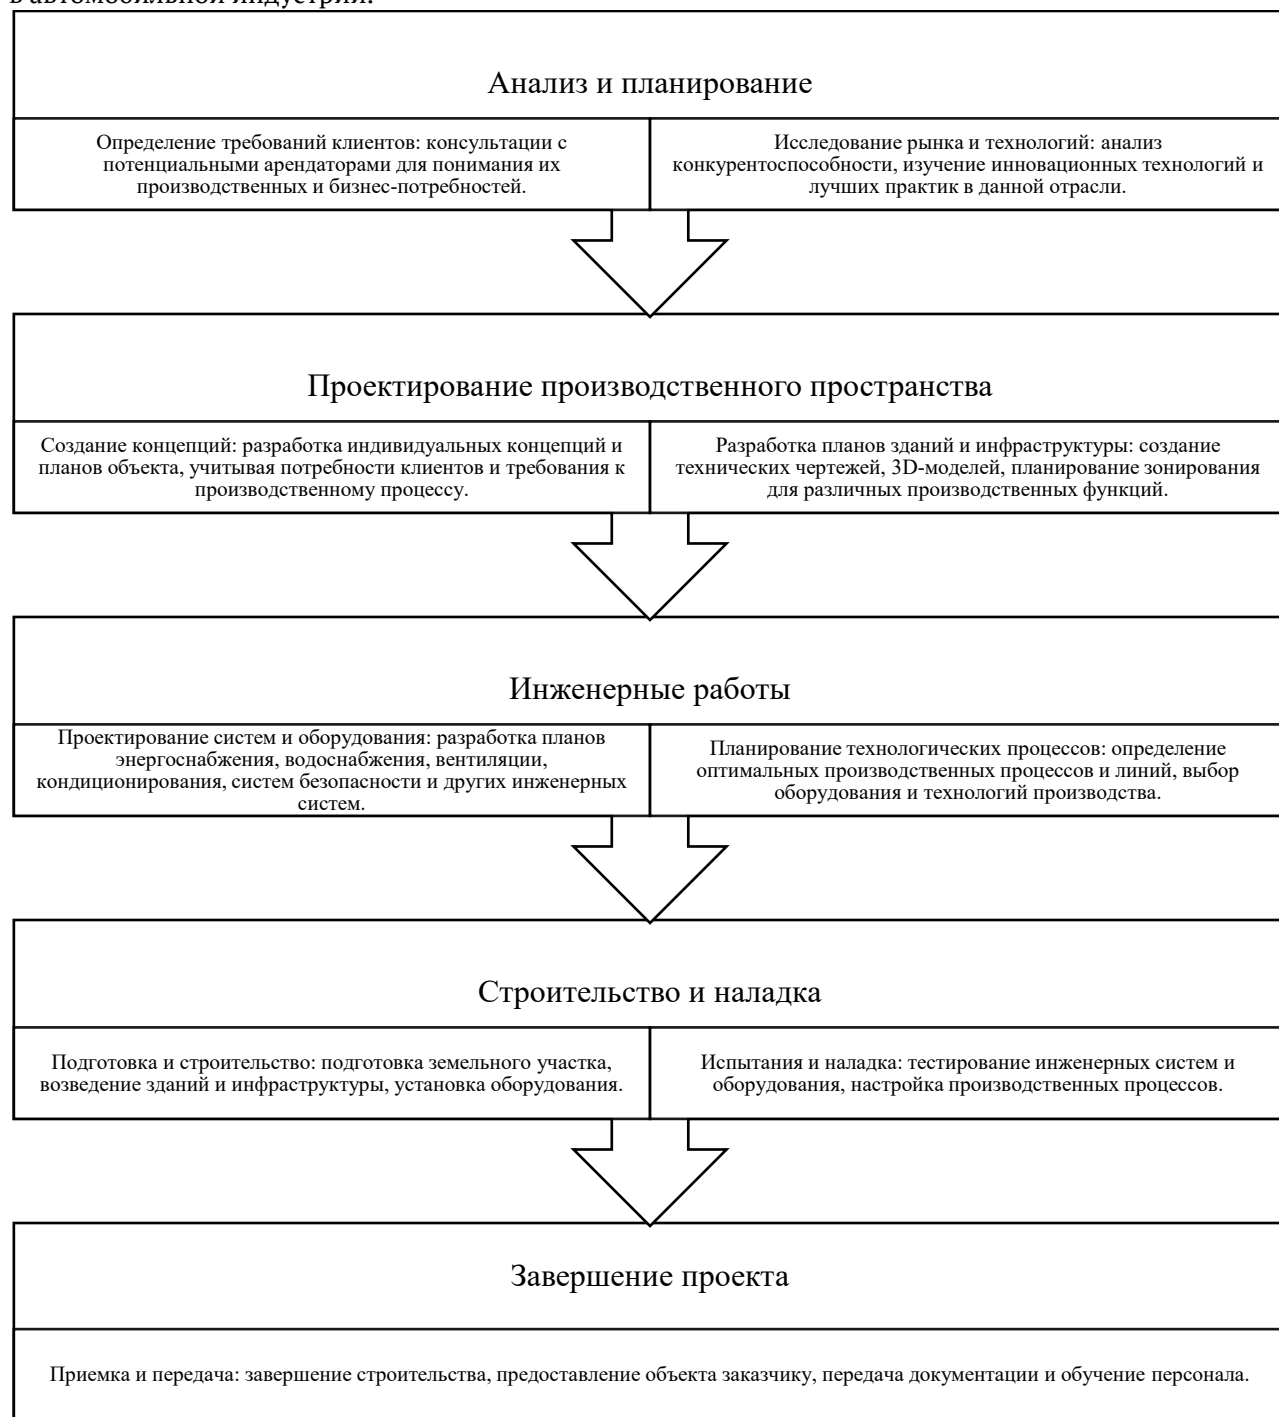 в автомобильной индустрии.
Анализ и планирование
Определение требований клиентов: консультации с
потенциальными арендаторами для понимания их
производственных и бизнес-потребностей.
Исследование рынка и технологий: анализ
конкурентоспособности, изучение инновационных технологий и
лучших практик в данной отрасли.
Проектирование производственного пространства
Создание концепций: разработка индивидуальных концепций и
планов объекта, учитывая потребности клиентов и требования к
производственному процессу.
Разработка планов зданий и инфраструктуры: создание
технических чертежей, 3D-моделей, планирование зонирования
для различных производственных функций.
Инженерные работы
Проектирование систем и оборудования: разработка планов
энергоснабжения, водоснабжения, вентиляции,
кондиционирования, систем безопасности и других инженерных
систем.
Планирование технологических процессов: определение
оптимальных производственных процессов и линий, выбор
оборудования и технологий производства.
Строительство и наладка
Подготовка и строительство: подготовка земельного участка,
возведение зданий и инфраструктуры, установка оборудования.
Испытания и наладка: тестирование инженерных систем и
оборудования, настройка производственных процессов.
Завершение проекта
Приемка и передача: завершение строительства, предоставление объекта заказчику, передача документации и обучение персонала.